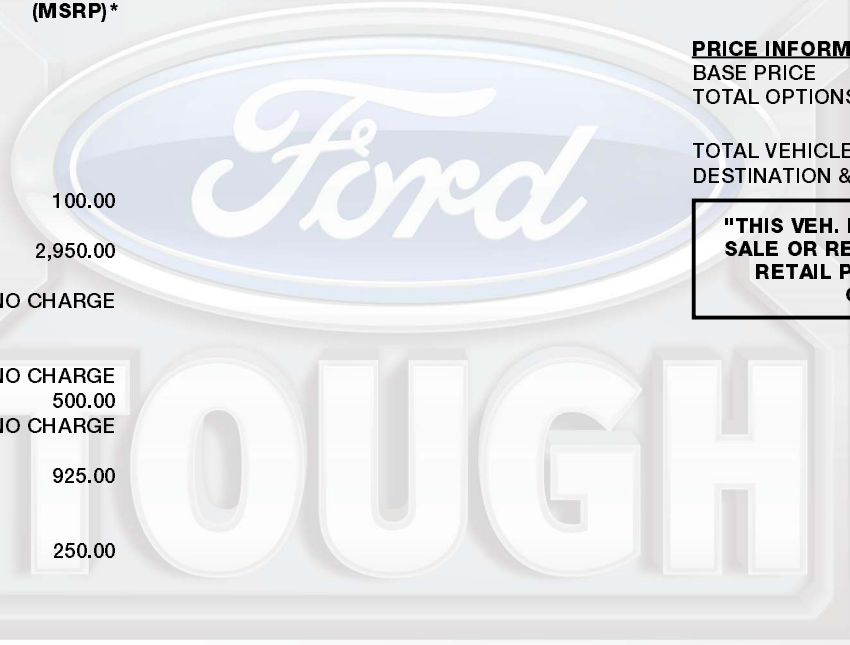 (MSRP)*
100.00
2,950.00
NO CHARGE
NO CHARGE
500.00
NO CHARGE
925.00
250.00
Ford
TOUGH
PRICE INFORM
BASE PRICE
TOTAL OPTIONS
TOTAL VEHICLE
DESTINATION &
"THIS VEH.
SALE OR RE
RETAIL P